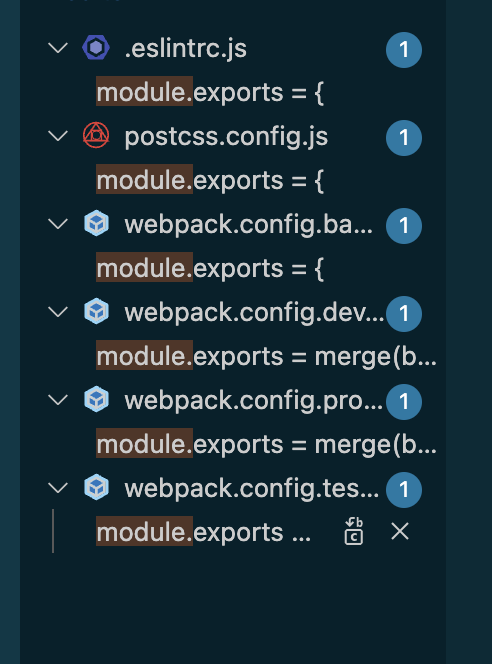 .eslintrc.js 1
module.exports = {
postcss.config.js 1
module.exports = {
webpack.config.ba... 1
module.exports = {
webpack.config.dev... 1
module.exports = merge(b...
webpack.config.pro... 1
module.exports = merge(b...
webpack.config.tes... 1
module.exports ...